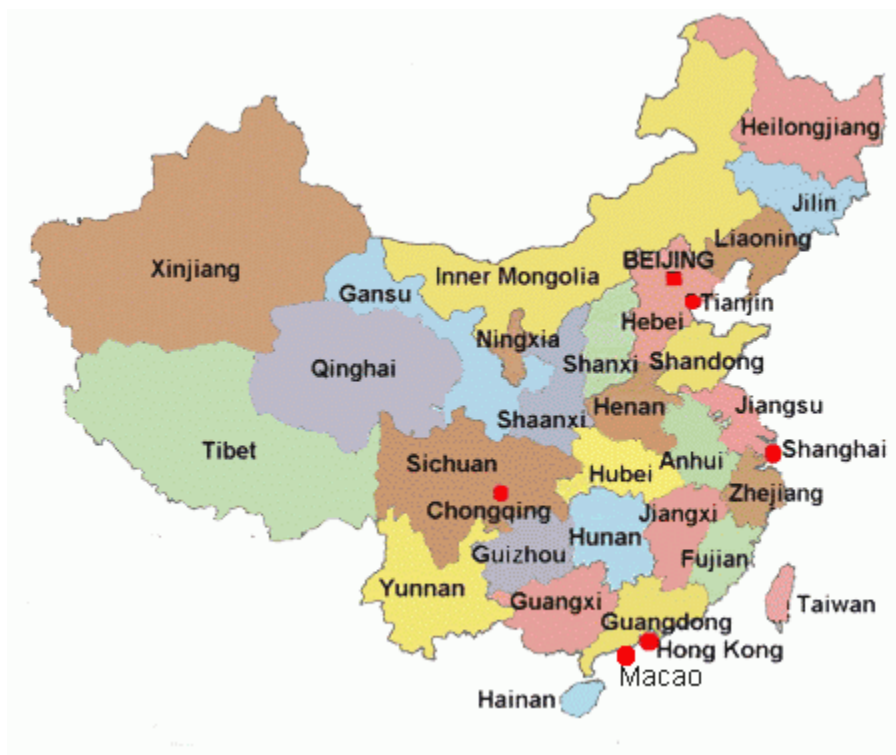 Heilongjiang
Jilin
Liaoning
BEIJING
Xinjiang
Inner Mongolia
Gansu
Tianjin
Hebei
Ningxia
Shanxi
Shandong
Qinghai
Henan
Jiangsu
Shaanxi
Tibet
Shanghai
Sichuan
Anhui
Hubei
Zhejiang
Chongqing
Jiangxi
Hunan
Guizhou
Fujian
Yunnan
Guangxi
Taiwan
Guangdong
Hong Kong
Macao
Hainan